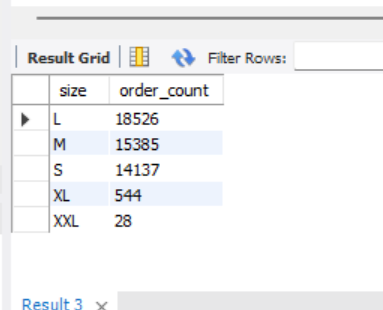 Result Grid Filter Rows:
size order_count
L 18526
M 15385
S 14137
XL 544
XXL 28
Result 3 ×